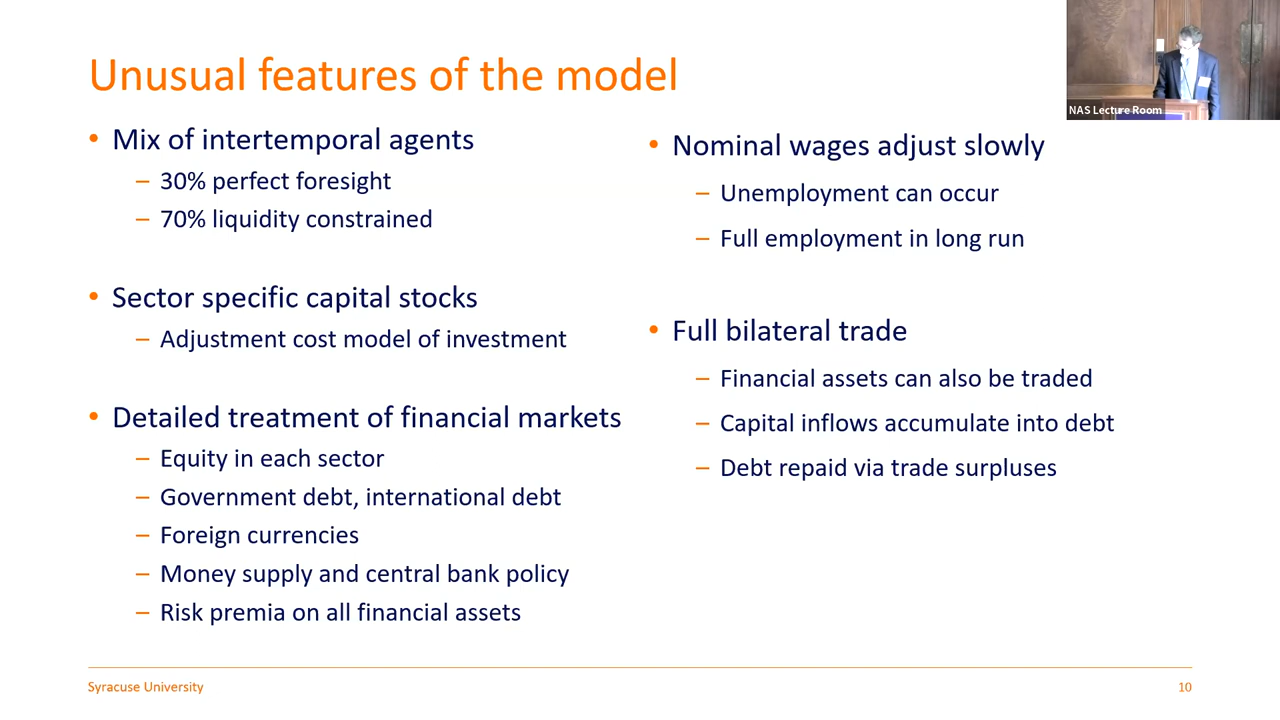 Unusual features of the model
• Mix of intertemporal agents
– 30% perfect foresight
– 70% liquidity constrained
• Sector specific capital stocks
– Adjustment cost model of investment
• Detailed treatment of financial markets
– Equity in each sector
– Government debt, international debt
– Foreign currencies
– Money supply and central bank policy
– Risk premia on all financial assets
• Nominal wages adjust slowly
– Unemployment can occur
– Full employment in long run
• Full bilateral trade
– Financial assets can also be traded
– Capital inflows accumulate into debt
– Debt repaid via trade surpluses
NAS Lecture Room
Syracuse University
10